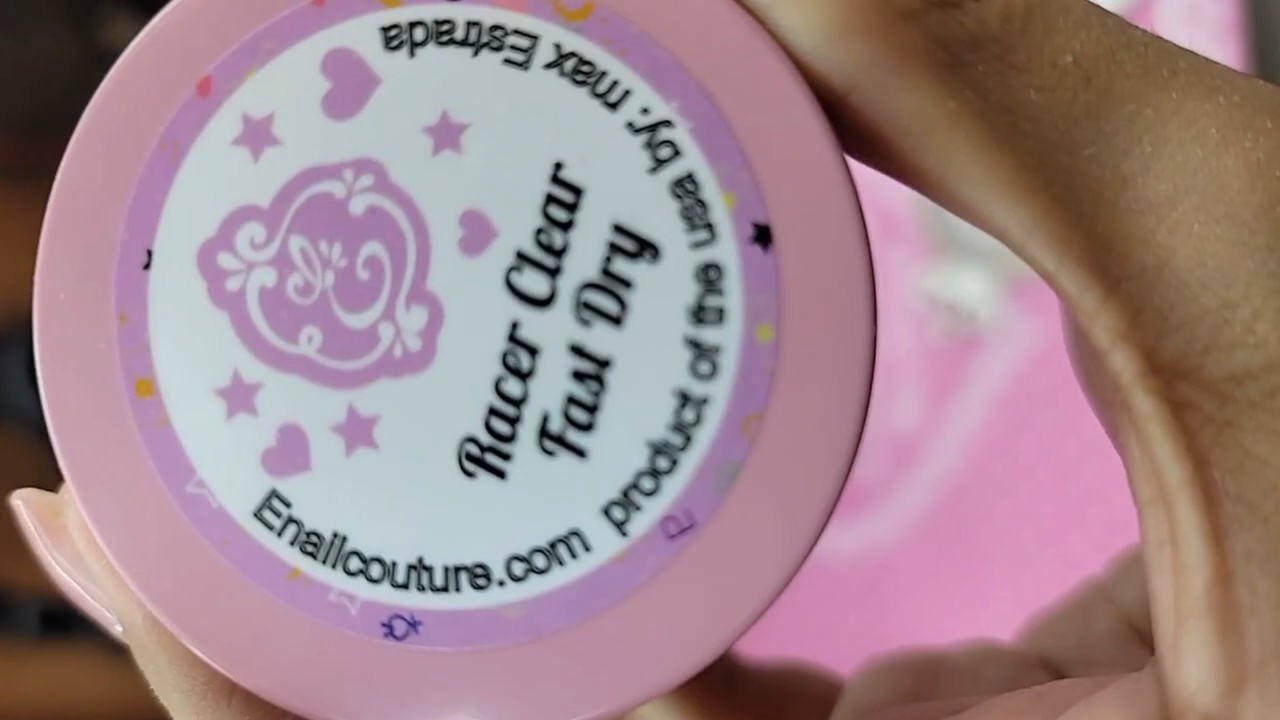 Racer Clear
Fast Dry
Enailcouture.com product of the usa by: max Estrada